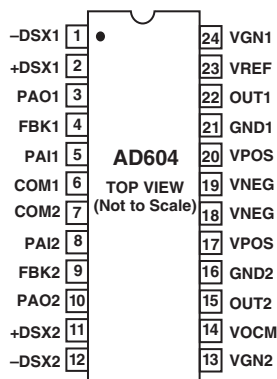 –DSX1 1
+DSX1 2
PAO1 3
FBK1 4
PAI1 5
COM1 6
COM2 7
PAI2 8
FBK2 9
PAO2 10
+DSX2 11
–DSX2 12
AD604
TOP VIEW
(Not to Scale)
24 VGN1
23 VREF
22 OUT1
21 GND1
20 VPOS
19 VNEG
18 VNEG
17 VPOS
16 GND2
15 OUT2
14 VOCM
13 VGN2